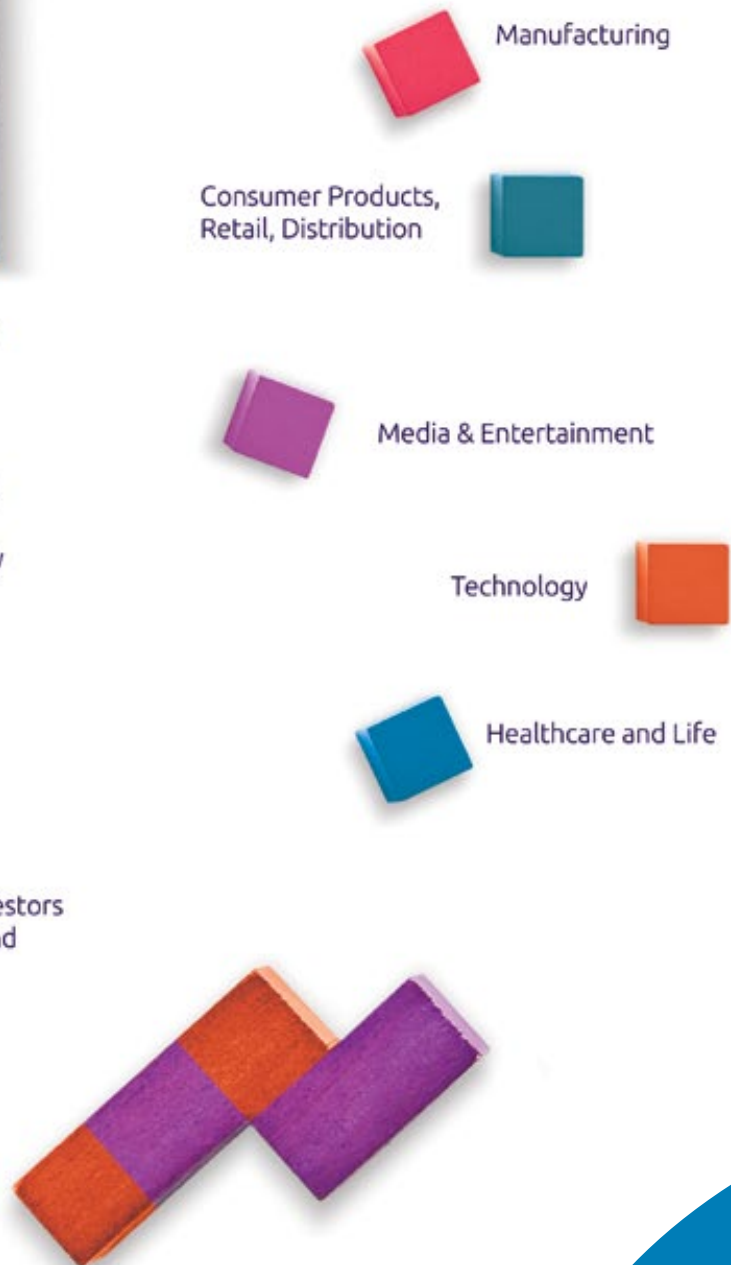 Manufacturing
Consumer Products,
Retail, Distribution
Media & Entertainment
Technology
Healthcare and Life